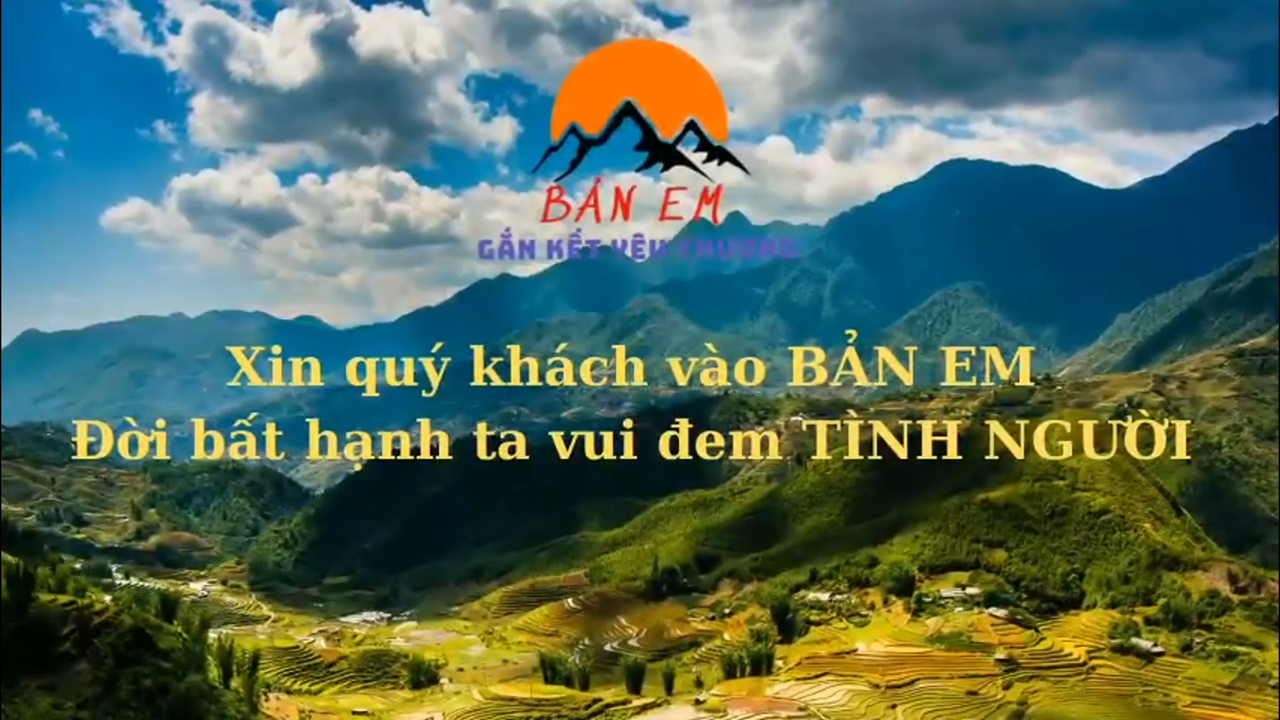 BẢN EM
GẮN KẾT YÊU THƯƠNG
Xin quý khách vào BẢN EM
Đời bất hạnh ta vui đem TÌNH NGƯỜI